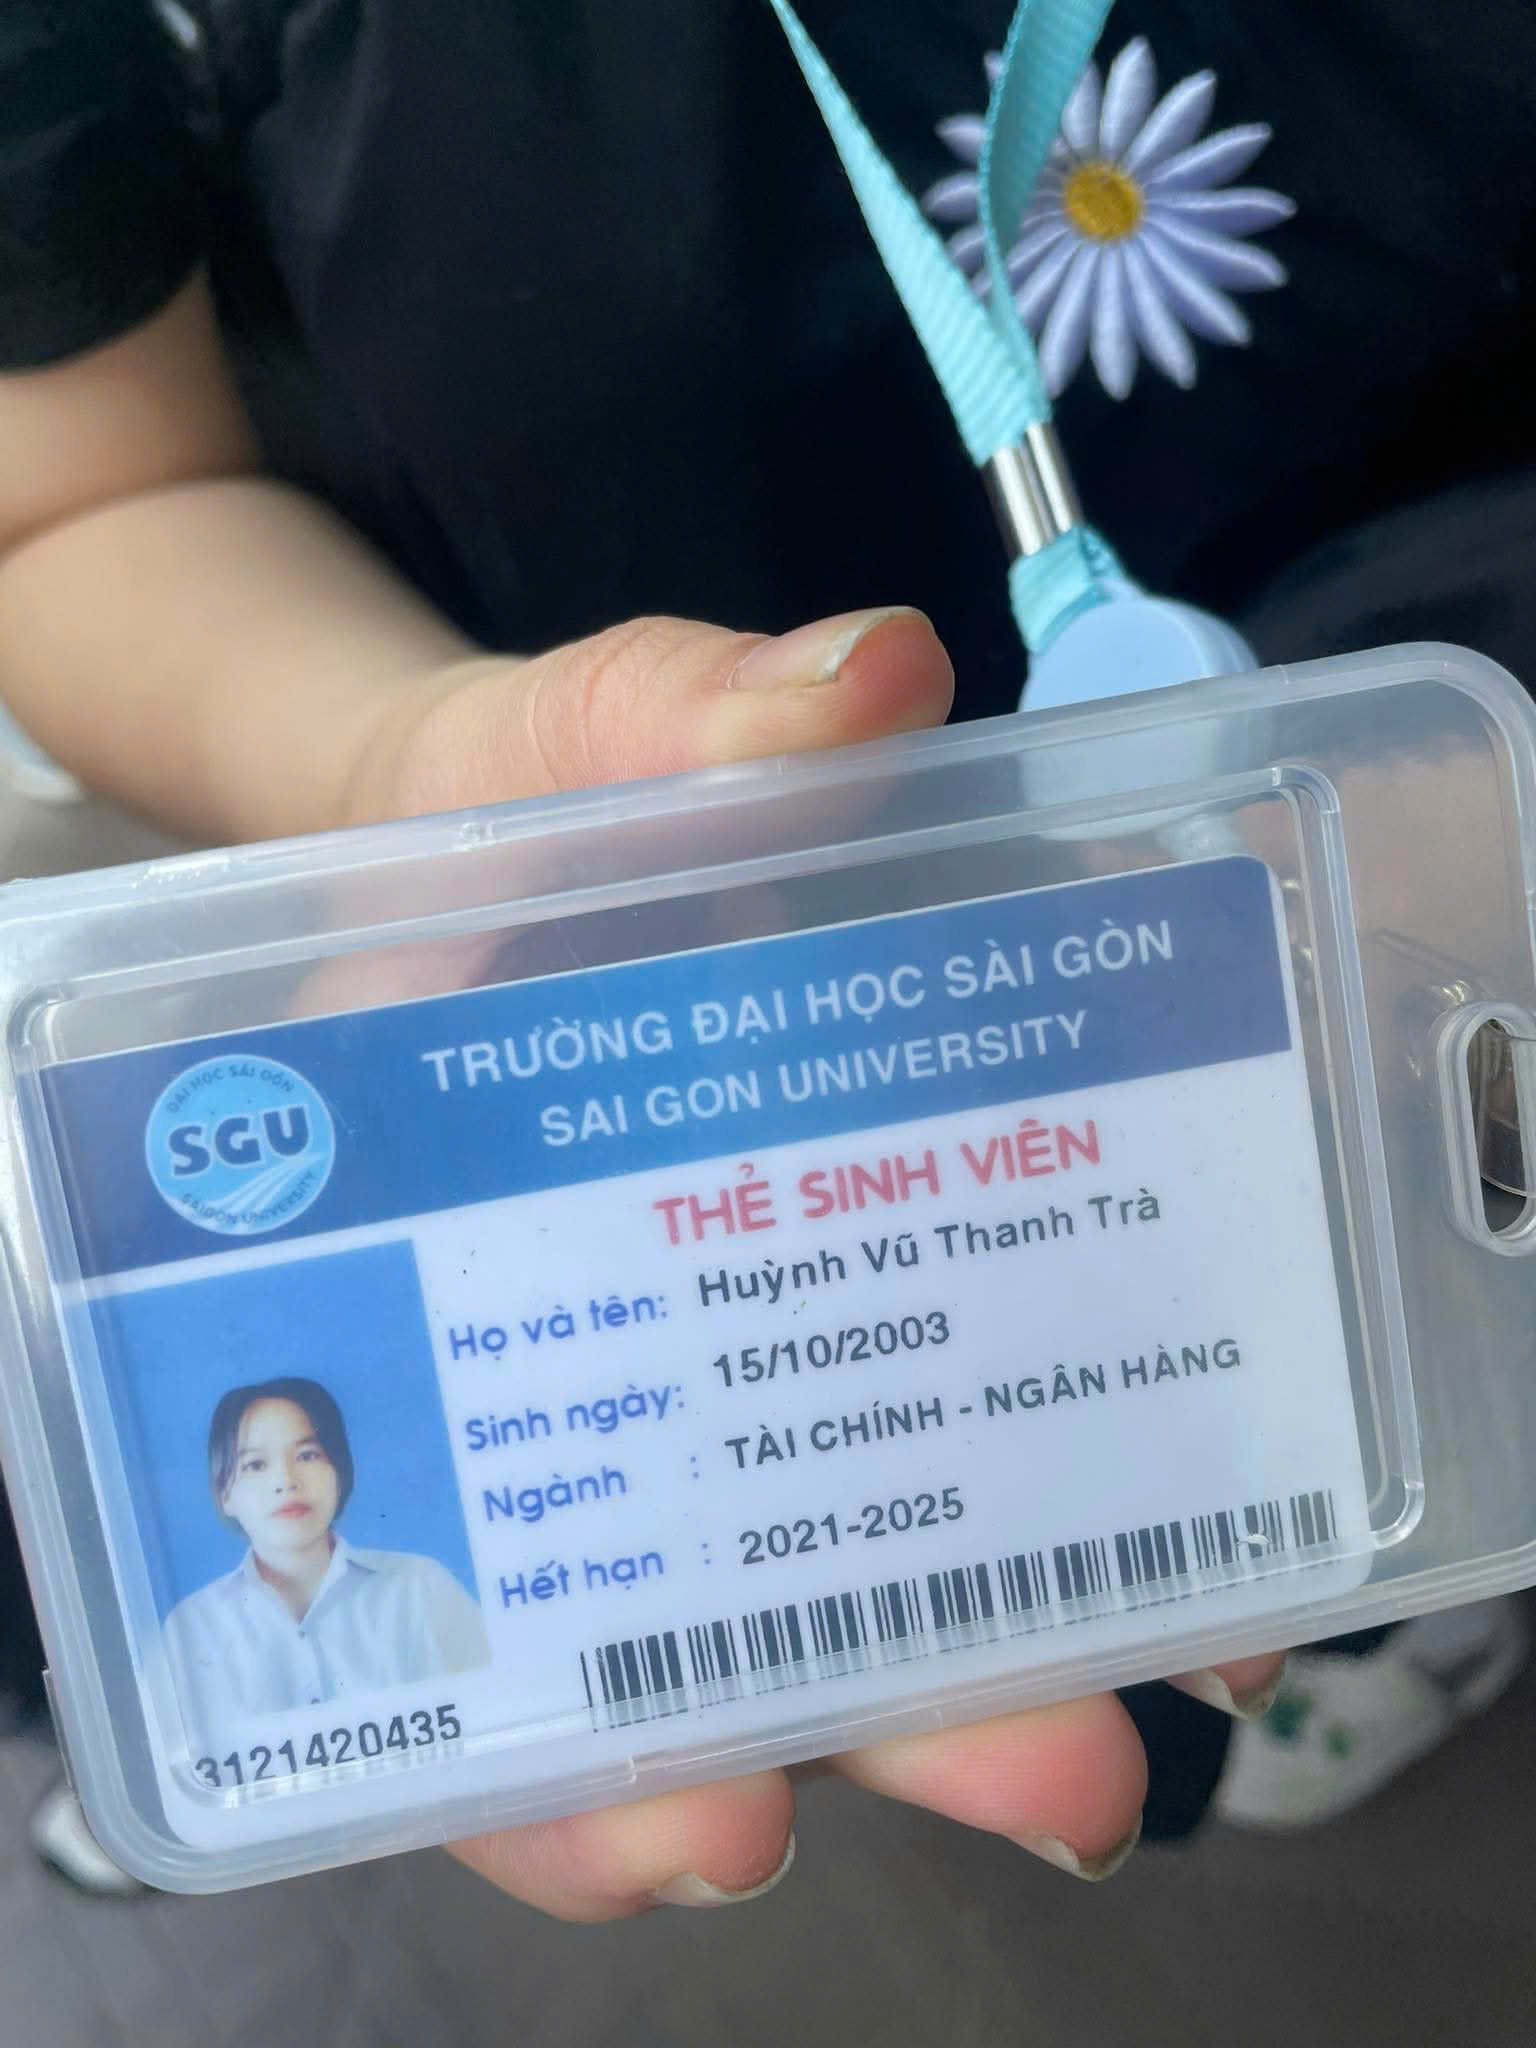 TRƯỜNG ĐẠI HỌC SÀI GÒN
SAI GON UNIVERSITY
ĐẠI HỌC SÀI GÒN
SGU
SAIGON UNIVERSITY
THẺ SINH VIÊN
Họ và tên: Huỳnh Vũ Thanh Trà
Sinh ngày: 15/10/2003
Ngành : TÀI CHÍNH - NGÂN HÀNG
Hết hạn : 2021-2025
3121420435